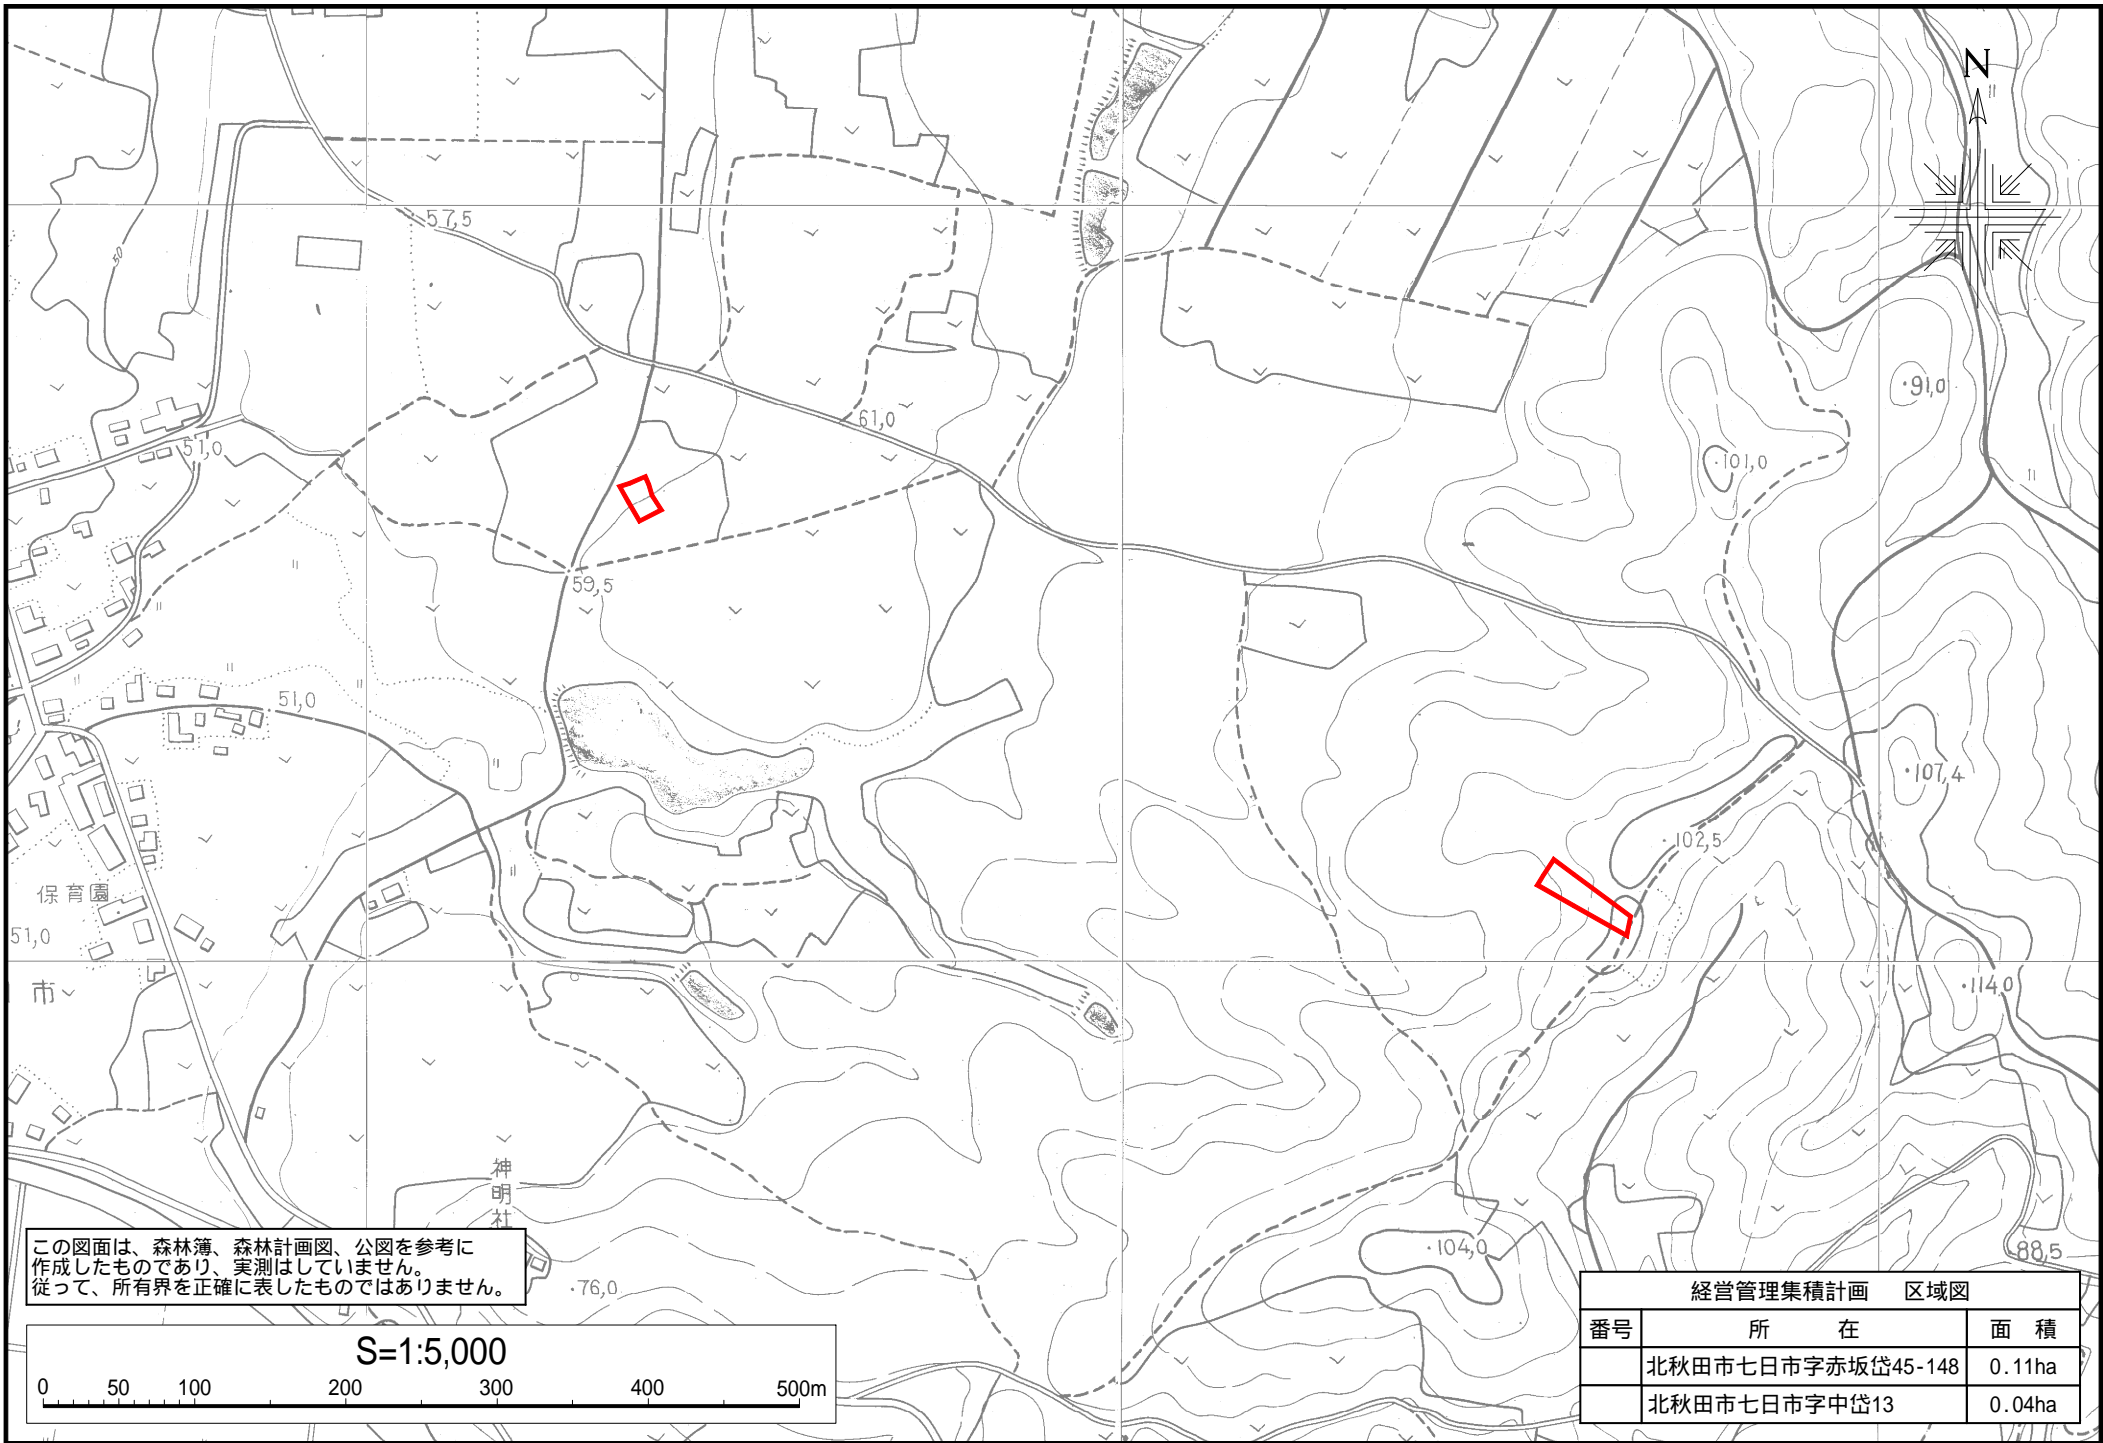 N
57,5
50
91,0
61,0
51,0
101,0
59,5
51,0
107,4
102,5
保育園
51,0
市
114,0
神明社
104,0
88,5
76,0
この図面は、森林簿、森林計画図、公図を参考に
作成したものであり、実測はしていません。
従って、所有界を正確に表したものではありません。
S=1:5,000
0 50 100 200 300 400 500m
経営管理集積計画 区域図
番号 所 在 面 積
北秋田市七日市字赤坂岱45-148 0.11ha
北秋田市七日市字中岱13 0.04ha